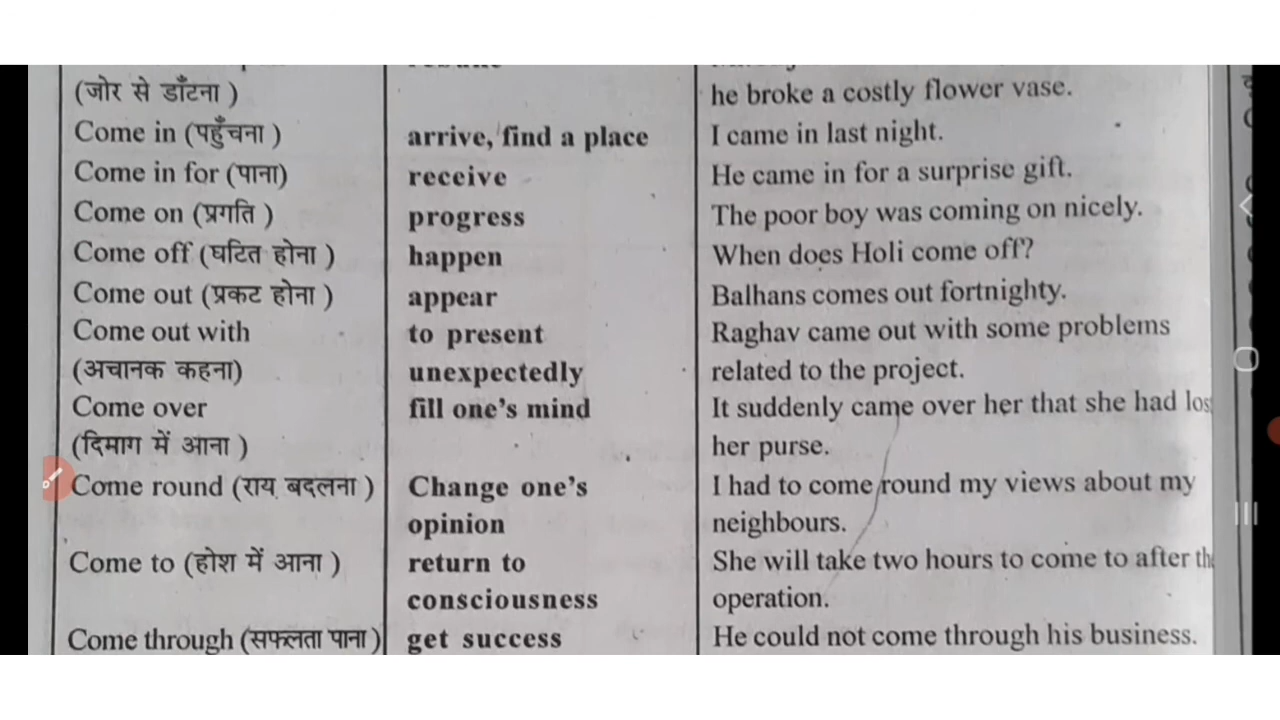 (जोर से डाँटना ) he broke a costly flower vase.
Come in (पहुँचना ) arrive, find a place I came in last night.
Come in for (पाना) receive He came in for a surprise gift.
Come on (प्रगति ) progress The poor boy was coming on nicely.
Come off (घटित होना ) happen When does Holi come off?
Come out (प्रकट होना ) appear Balhans comes out fortnighty.
Come out with to present Raghav came out with some problems
(अचानक कहना) unexpectedly related to the project.
Come over fill one's mind It suddenly came over her that she had los
(दिमाग में आना ) her purse.
Come round (राय बदलना ) Change one's I had to come round my views about my
opinion neighbours.
Come to (होश में आना ) return to She will take two hours to come to after th
consciousness operation.
Come through (सफलता पाना) get success He could not come through his business.